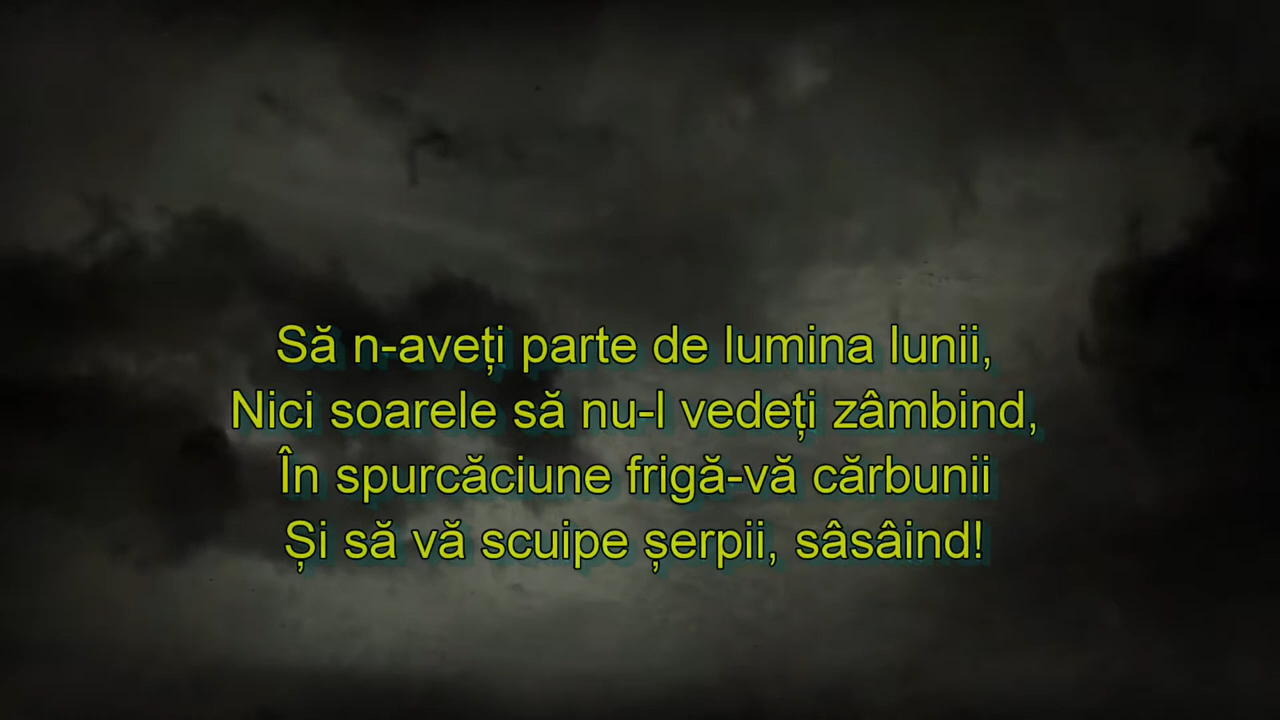 Să n-aveți parte de lumina lunii,
Nici soarele să nu-l vedeți zâmbind,
În spurcăciune frigă-vă cărbunii
Și să vă scuipe șerpii, sâsâind!